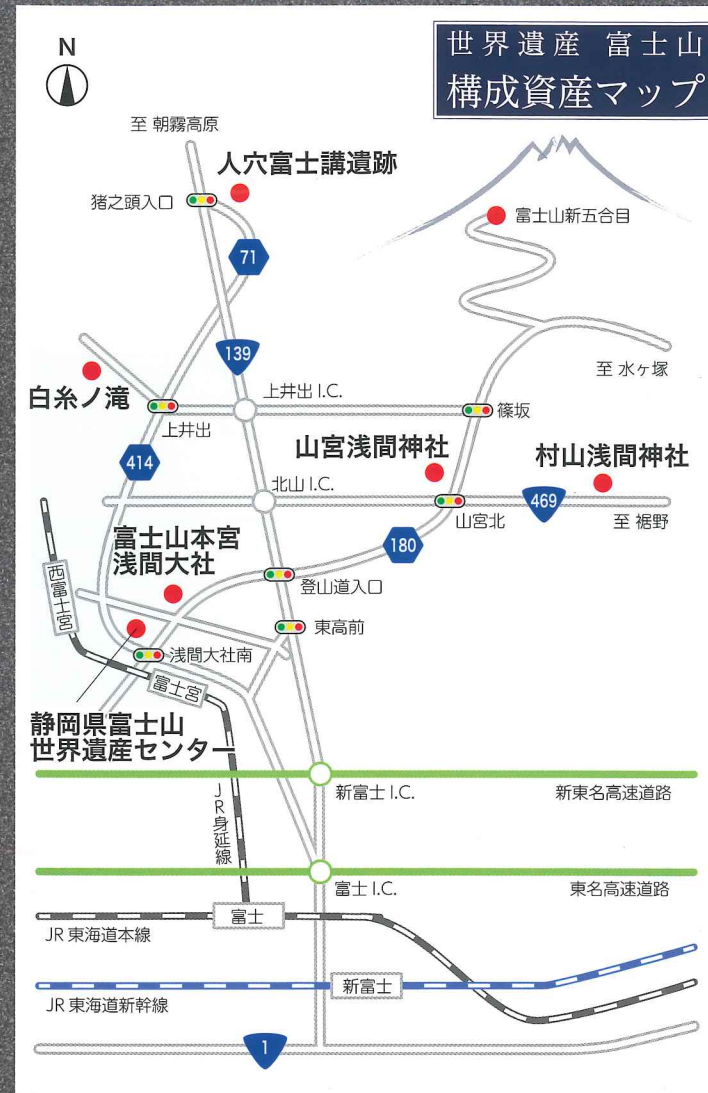 世界遺産 富士山
構成資産マップ
N
至 朝霧高原
人穴富士講遺跡
猪之頭入口
富士山新五合目
71
139
至 水ヶ塚
上井出 I.C.
白糸ノ滝
上井出
篠坂
山宮浅間神社
村山浅間神社
414
北山 I.C.
469
山宮北
至 裾野
富士山本宮
浅間大社
180
西富士宮
登山道入口
東高前
浅間大社南
富士宮
静岡県富士山
世界遺産センター
JR身延線
新富士 I.C.
新東名高速道路
富士 I.C.
東名高速道路
富士
JR 東海道本線
新富士
JR 東海道新幹線
1